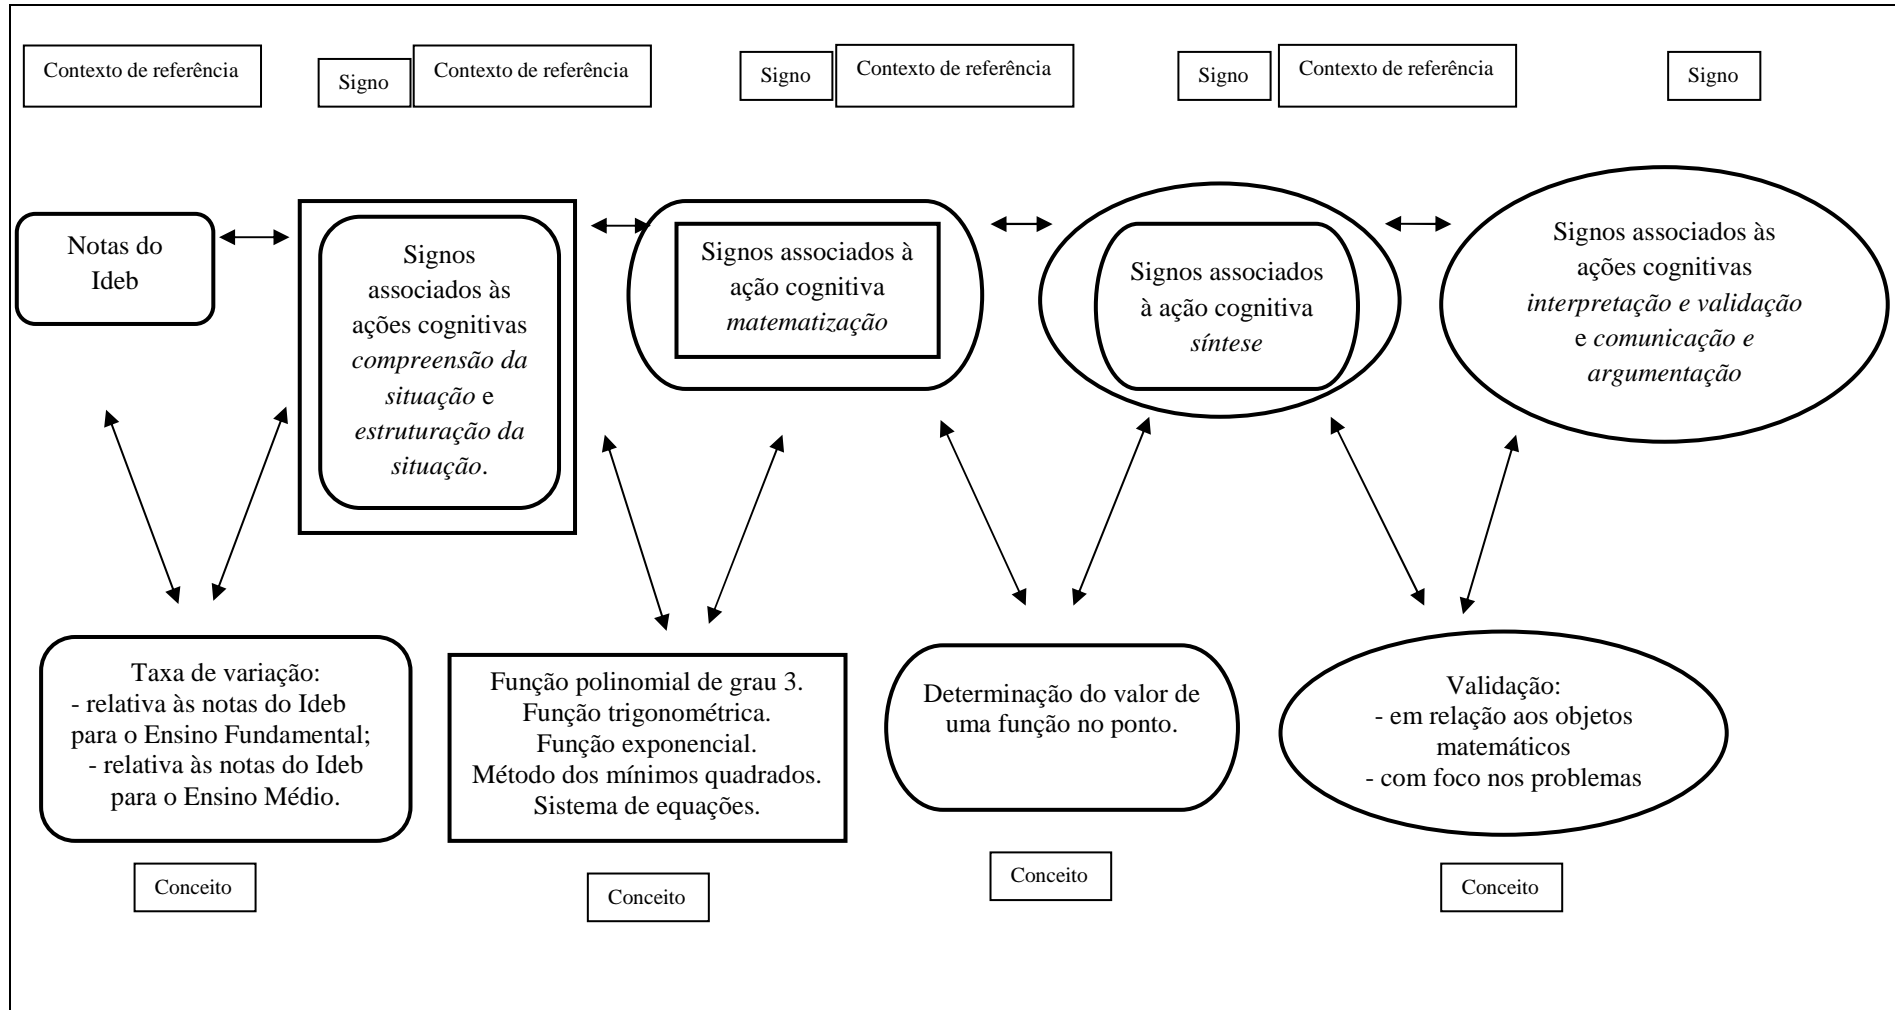 Contexto de referência
Signo
Contexto de referência
Signo
Contexto de referência
Signo
Contexto de referência
Signo
Notas do
Ideb
Signos
associados às
ações cognitivas
compreensão da
situação e
estruturação da
situação.
Signos associados à
ação cognitiva
matematização
Signos associados
à ação cognitiva
síntese
Signos associados às
ações cognitivas
interpretação e validação
e comunicação e
argumentação
Taxa de variação:
- relativa às notas do Ideb
para o Ensino Fundamental;
- relativa às notas do Ideb
para o Ensino Médio.
Função polinomial de grau 3.
Função trigonométrica.
Função exponencial.
Método dos mínimos quadrados.
Sistema de equações.
Determinação do valor de
uma função no ponto.
Validação:
- em relação aos objetos
matemáticos
- com foco nos problemas
Conceito
Conceito
Conceito
Conceito